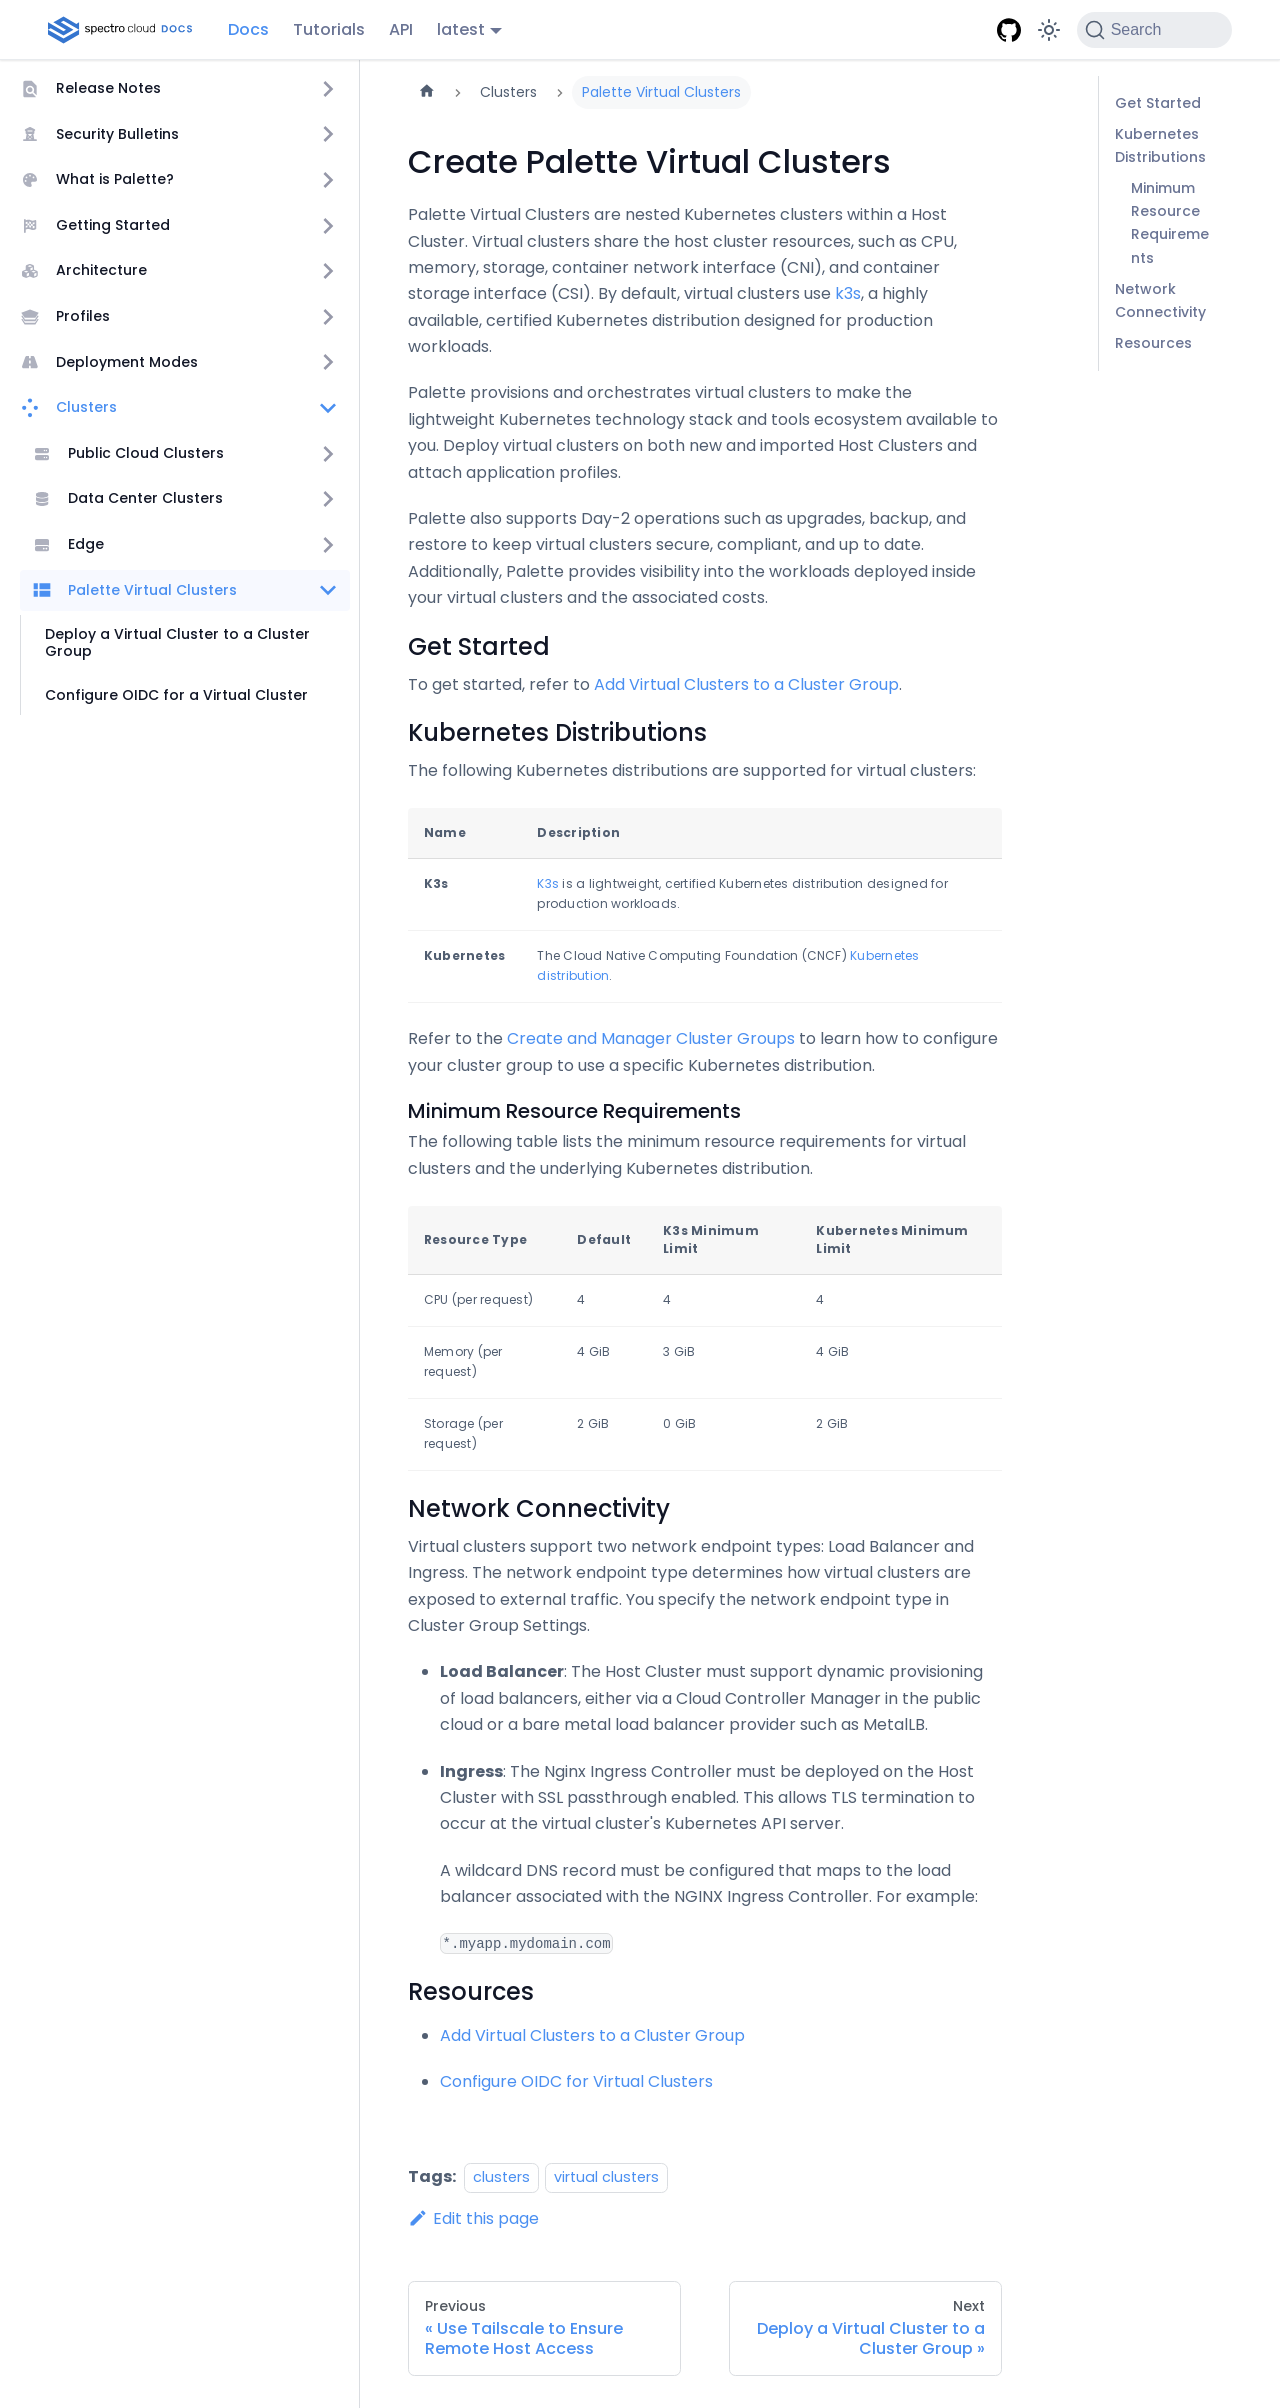 spectro cloud DOCS
Docs
Tutorials
API
latest
Search
Release Notes
Security Bulletins
What is Palette?
Getting Started
Architecture
Profiles
Deployment Modes
Clusters
Public Cloud Clusters
Data Center Clusters
Edge
Palette Virtual Clusters
Deploy a Virtual Cluster to a Cluster
Group
Configure OIDC for a Virtual Cluster
Clusters
Palette Virtual Clusters
Create Palette Virtual Clusters
Palette Virtual Clusters are nested Kubernetes clusters within a Host
Cluster. Virtual clusters share the host cluster resources, such as CPU,
memory, storage, container network interface (CNI), and container
storage interface (CSI). By default, virtual clusters use k3s, a highly
available, certified Kubernetes distribution designed for production
workloads.
Palette provisions and orchestrates virtual clusters to make the
lightweight Kubernetes technology stack and tools ecosystem available to
you. Deploy virtual clusters on both new and imported Host Clusters and
attach application profiles.
Palette also supports Day-2 operations such as upgrades, backup, and
restore to keep virtual clusters secure, compliant, and up to date.
Additionally, Palette provides visibility into the workloads deployed inside
your virtual clusters and the associated costs.
Get Started
To get started, refer to Add Virtual Clusters to a Cluster Group.
Kubernetes Distributions
The following Kubernetes distributions are supported for virtual clusters:
Name Description
K3s K3s is a lightweight, certified Kubernetes distribution designed for
production workloads.
Kubernetes The Cloud Native Computing Foundation (CNCF) Kubernetes
distribution.
Refer to the Create and Manager Cluster Groups to learn how to configure
your cluster group to use a specific Kubernetes distribution.
Minimum Resource Requirements
The following table lists the minimum resource requirements for virtual
clusters and the underlying Kubernetes distribution.
Resource Type Default K3s Minimum Limit Kubernetes Minimum Limit
CPU (per request) 4 4 4
Memory (per request) 4 GiB 3 GiB 4 GiB
Storage (per request) 2 GiB 0 GiB 2 GiB
Network Connectivity
Virtual clusters support two network endpoint types: Load Balancer and
Ingress. The network endpoint type determines how virtual clusters are
exposed to external traffic. You specify the network endpoint type in
Cluster Group Settings.
Load Balancer: The Host Cluster must support dynamic provisioning
of load balancers, either via a Cloud Controller Manager in the public
cloud or a bare metal load balancer provider such as MetalLB.
Ingress: The Nginx Ingress Controller must be deployed on the Host
Cluster with SSL passthrough enabled. This allows TLS termination to
occur at the virtual cluster's Kubernetes API server.
A wildcard DNS record must be configured that maps to the load
balancer associated with the NGINX Ingress Controller. For example:
*.myapp.mydomain.com
Resources
Add Virtual Clusters to a Cluster Group
Configure OIDC for Virtual Clusters
Tags: clusters virtual clusters
Edit this page
Previous
« Use Tailscale to Ensure
Remote Host Access
Next
Deploy a Virtual Cluster to a
Cluster Group »
Get Started
Kubernetes
Distributions
Minimum
Resource
Requireme
nts
Network
Connectivity
Resources